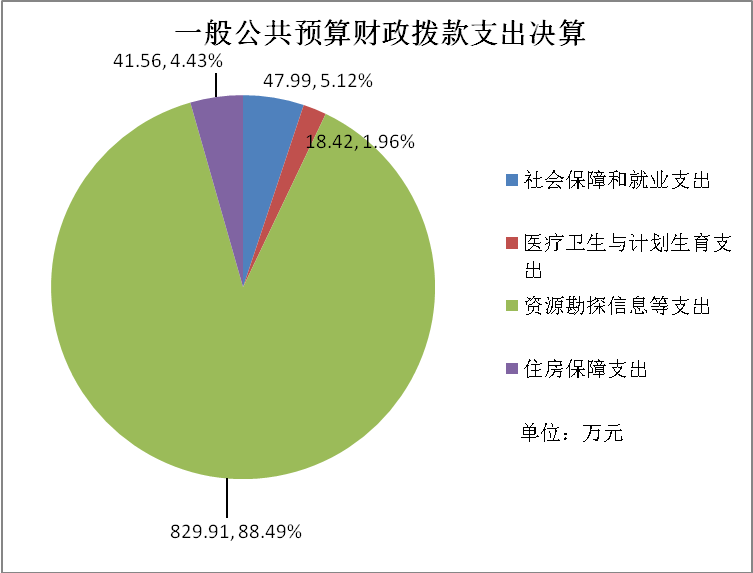 一般公共预算财政拨款支出决算
41.56, 4.43%
47.99, 5.12%
18.42, 1.96%
829.91, 88.49%
社会保障和就业支出
医疗卫生与计划生育支
出
资源勘探信息等支出
住房保障支出
单位：万元